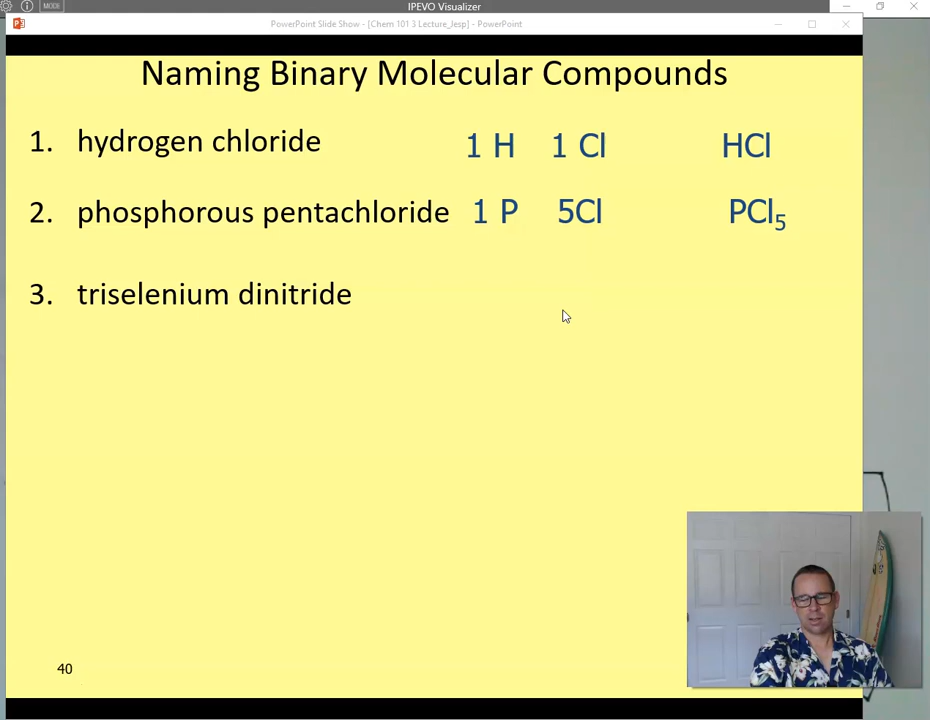 MODE
IPEVO Visualizer
PowerPoint Slide Show - [Chem 101 3 Lecture_Jesp] - PowerPoint
Naming Binary Molecular Compounds
1. hydrogen chloride 1 H 1 Cl HCl
2. phosphorous pentachloride 1 P 5Cl PCl₅
3. triselenium dinitride
40